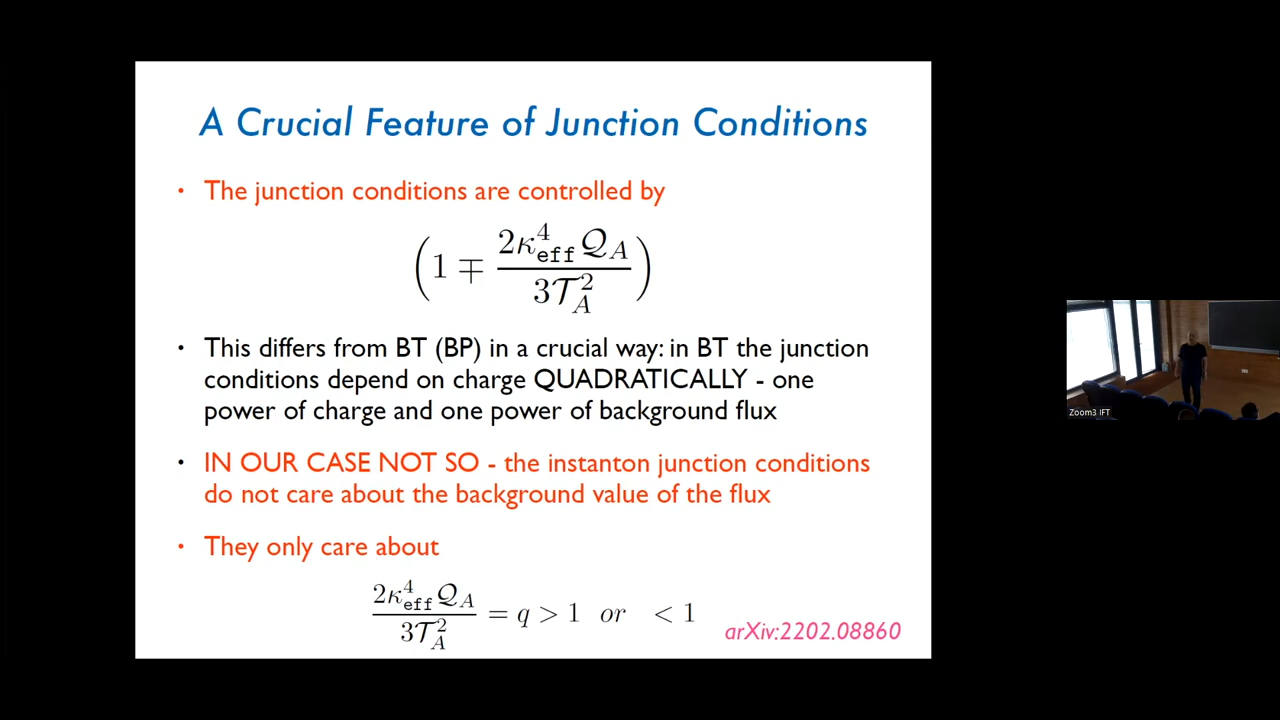 A Crucial Feature of Junction Conditions
• The junction conditions are controlled by
(1 ∓ 2κ⁴_eff 𝒬_A / 3𝒯²_A)
• This differs from BT (BP) in a crucial way: in BT the junction
conditions depend on charge QUADRATICALLY - one
power of charge and one power of background flux
• IN OUR CASE NOT SO - the instanton junction conditions
do not care about the background value of the flux
• They only care about
2κ⁴_eff 𝒬_A / 3𝒯²_A = q > 1 or < 1
arXiv:2202.08860
Zoom3 IFT